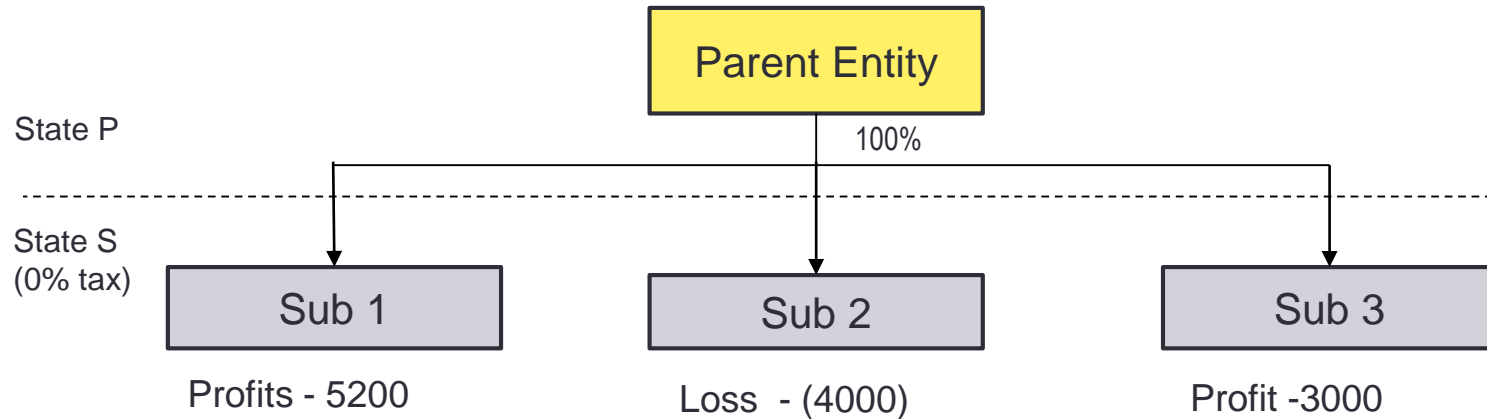 Parent Entity
State P
100%
State S
(0% tax)
Sub 1
Sub 2
Sub 3
Profits - 5200
Loss - (4000)
Profit -3000